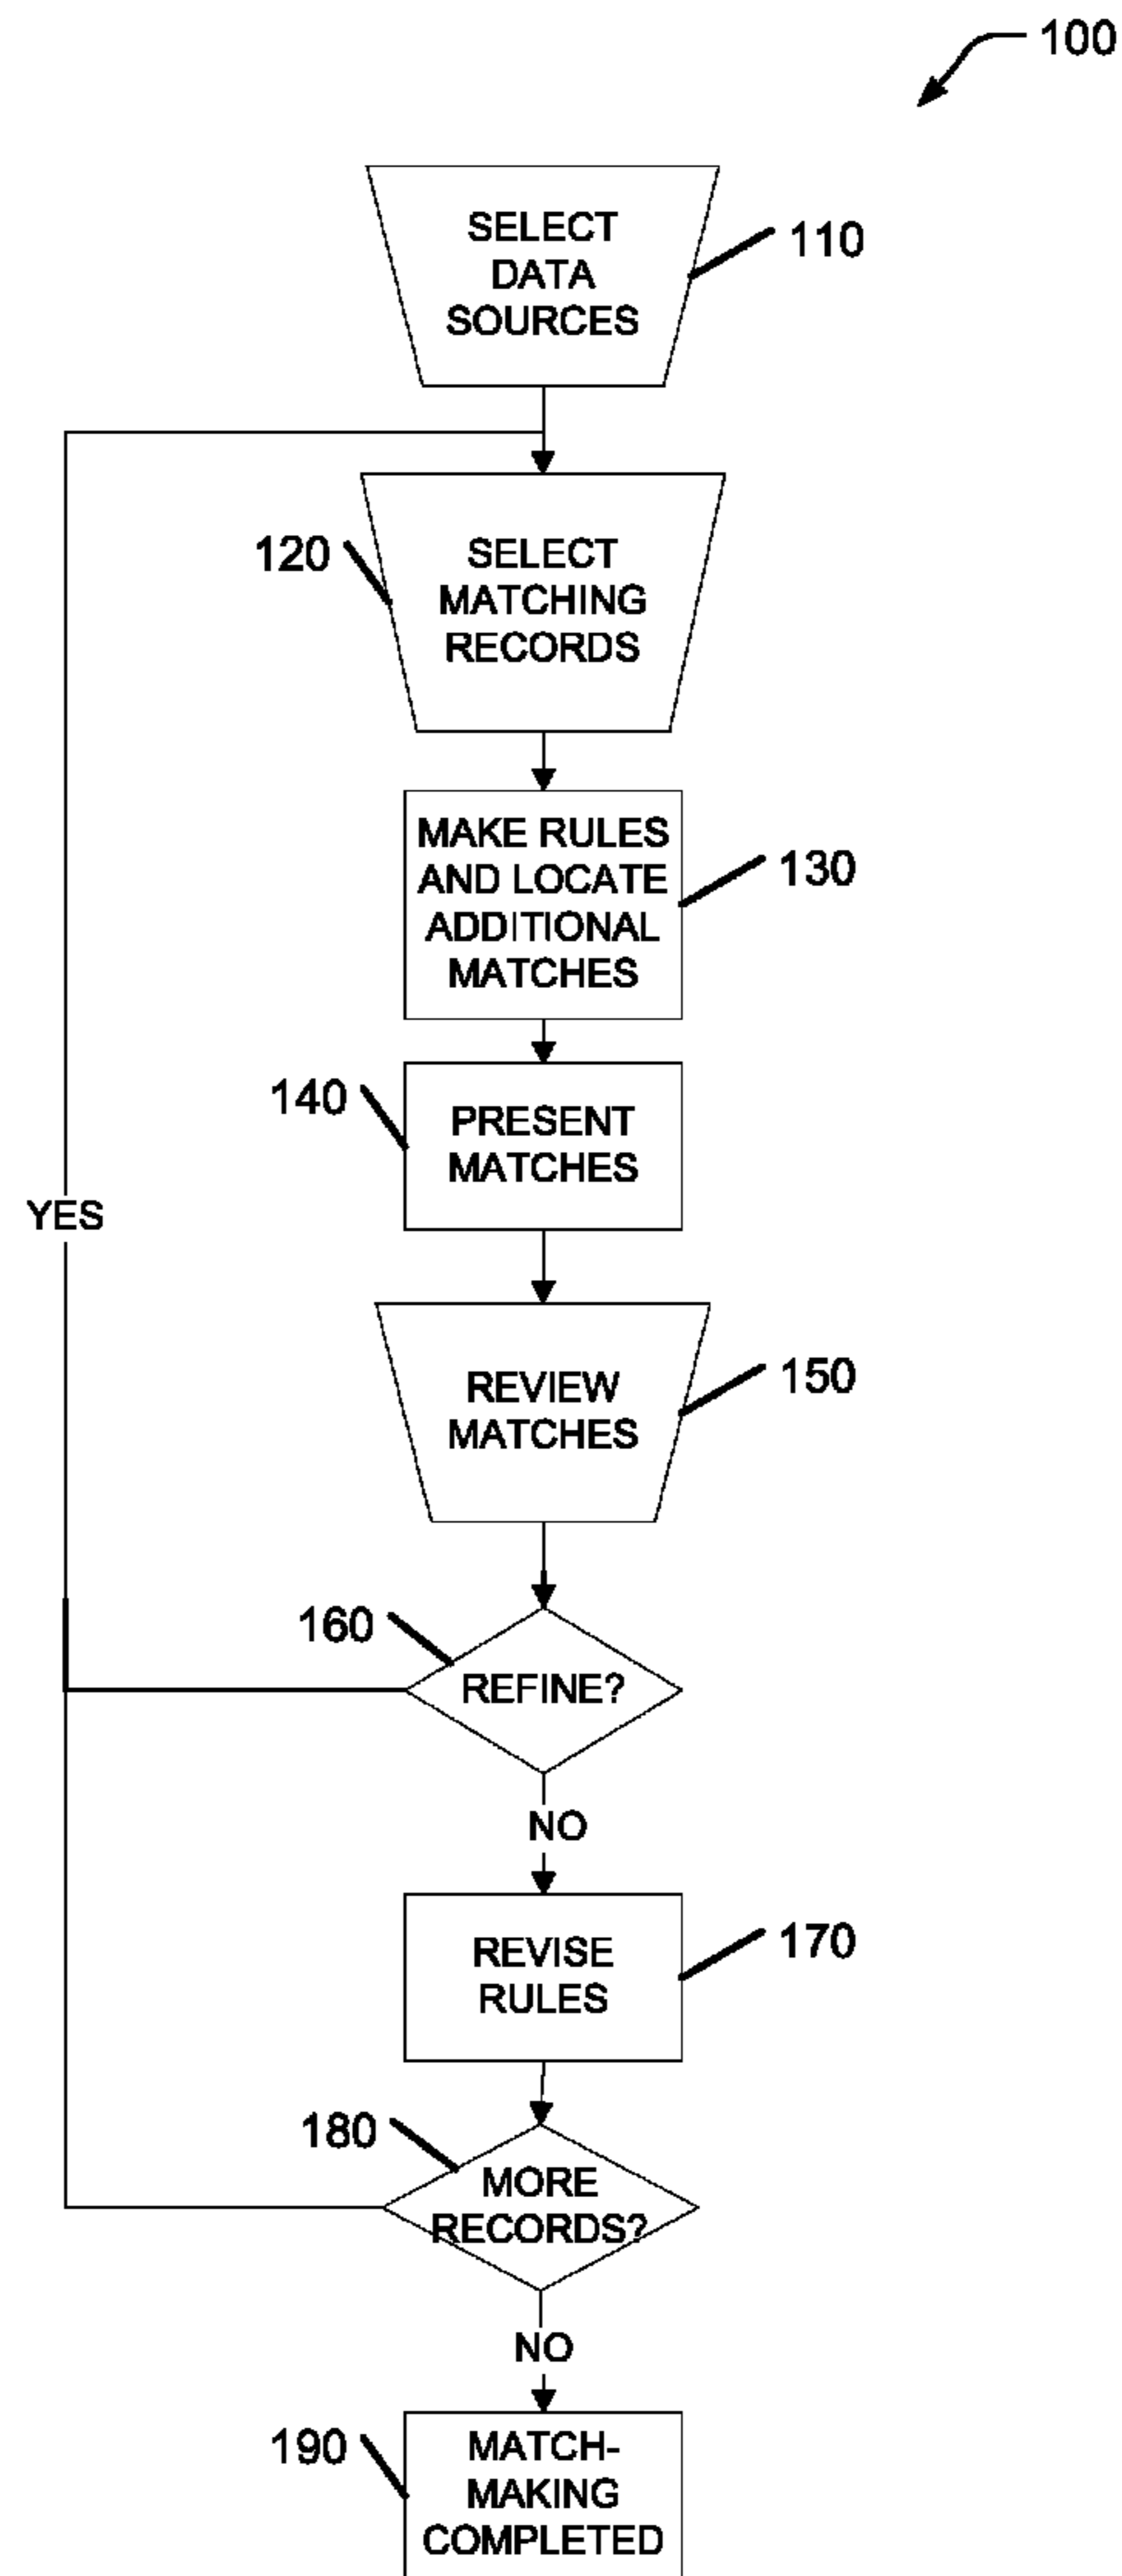 100
SELECT
DATA
SOURCES
110
120
SELECT
MATCHING
RECORDS
MAKE RULES
AND LOCATE
ADDITIONAL
MATCHES
130
140
PRESENT
MATCHES
YES
REVIEW
MATCHES
150
160
REFINE?
NO
REVISE
RULES
170
180
MORE
RECORDS?
NO
190
MATCH-
MAKING
COMPLETED